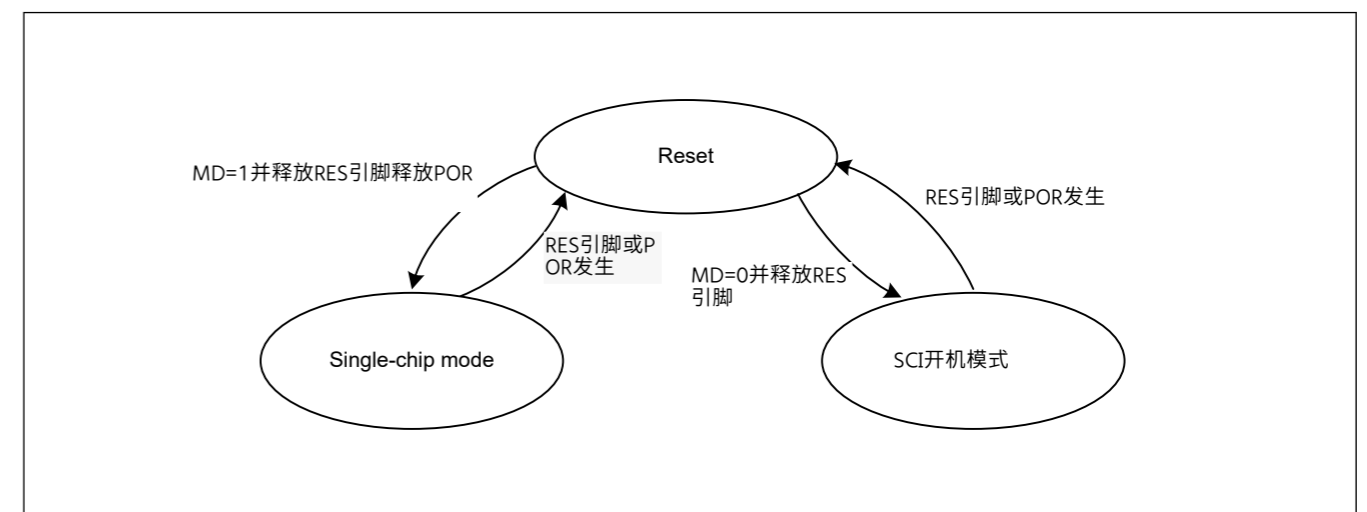 Reset
MD=1并释放RES引脚释放POR
RES引脚或POR发生
RES引脚或P
OR发生
MD=0并释放RES
引脚
Single-chip mode
SCI开机模式